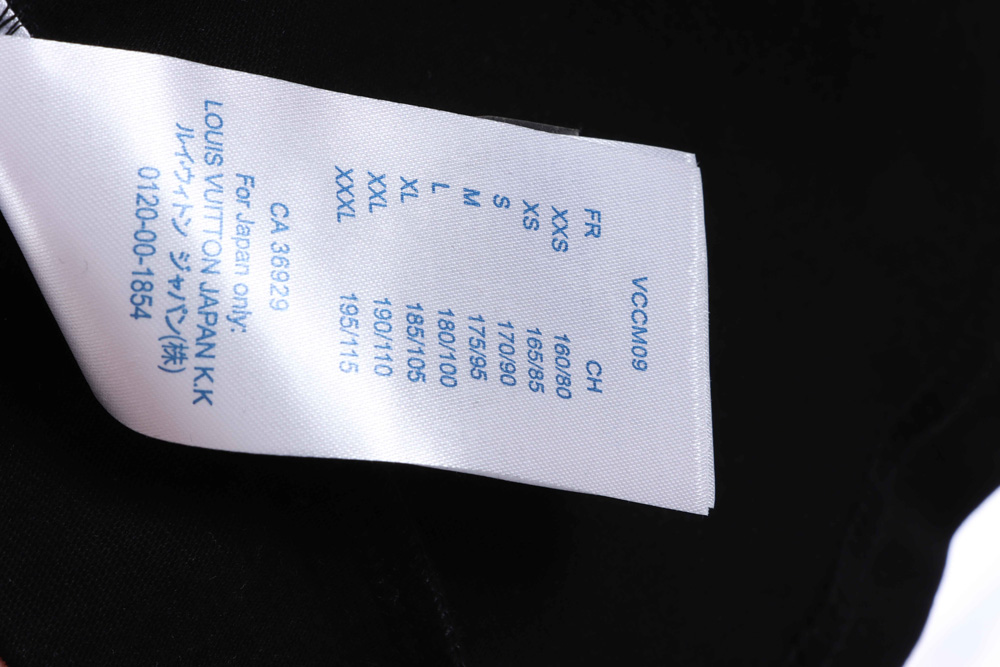 VCCM09
FR CH
XXS 160/80
XS 165/85
S 170/90
M 175/95
L 180/100
XL 185/105
XXL 190/110
XXXL 195/115
CA 36929
For Japan only:
LOUIS VUITTON JAPAN K.K
ルイ・ヴィトン ジャパン(株)
0120-00-1854